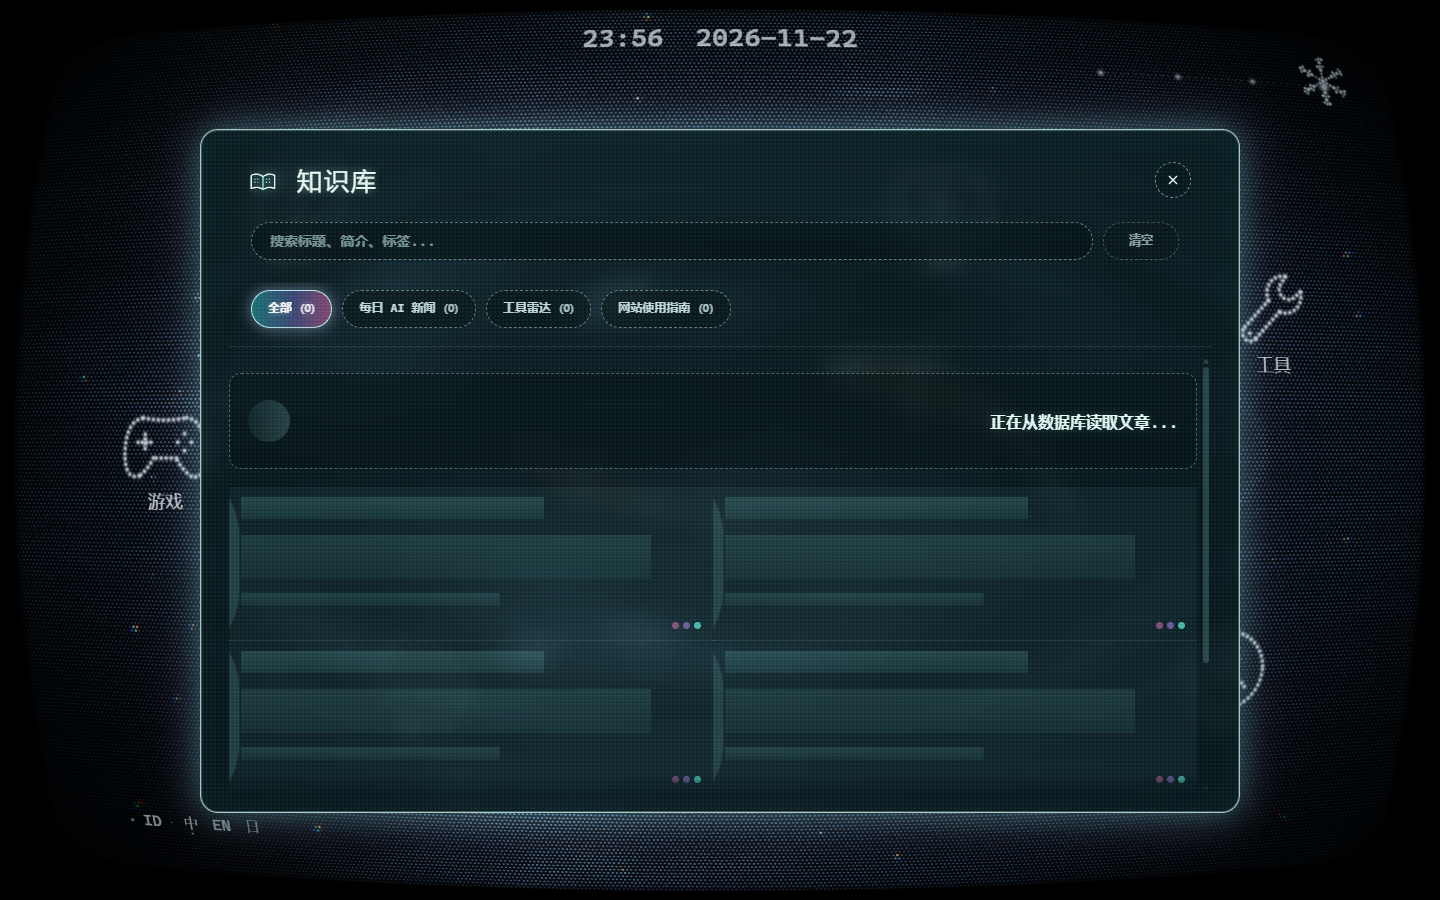 23:56 2026-11-22
知识库
×
搜索标题、简介、标签...
清空
全部 (0) 每日 AI 新闻 (0) 工具雷达 (0) 网站使用指南 (0)
工具
正在从数据库读取文章...
游戏
· ID · 中 EN 日